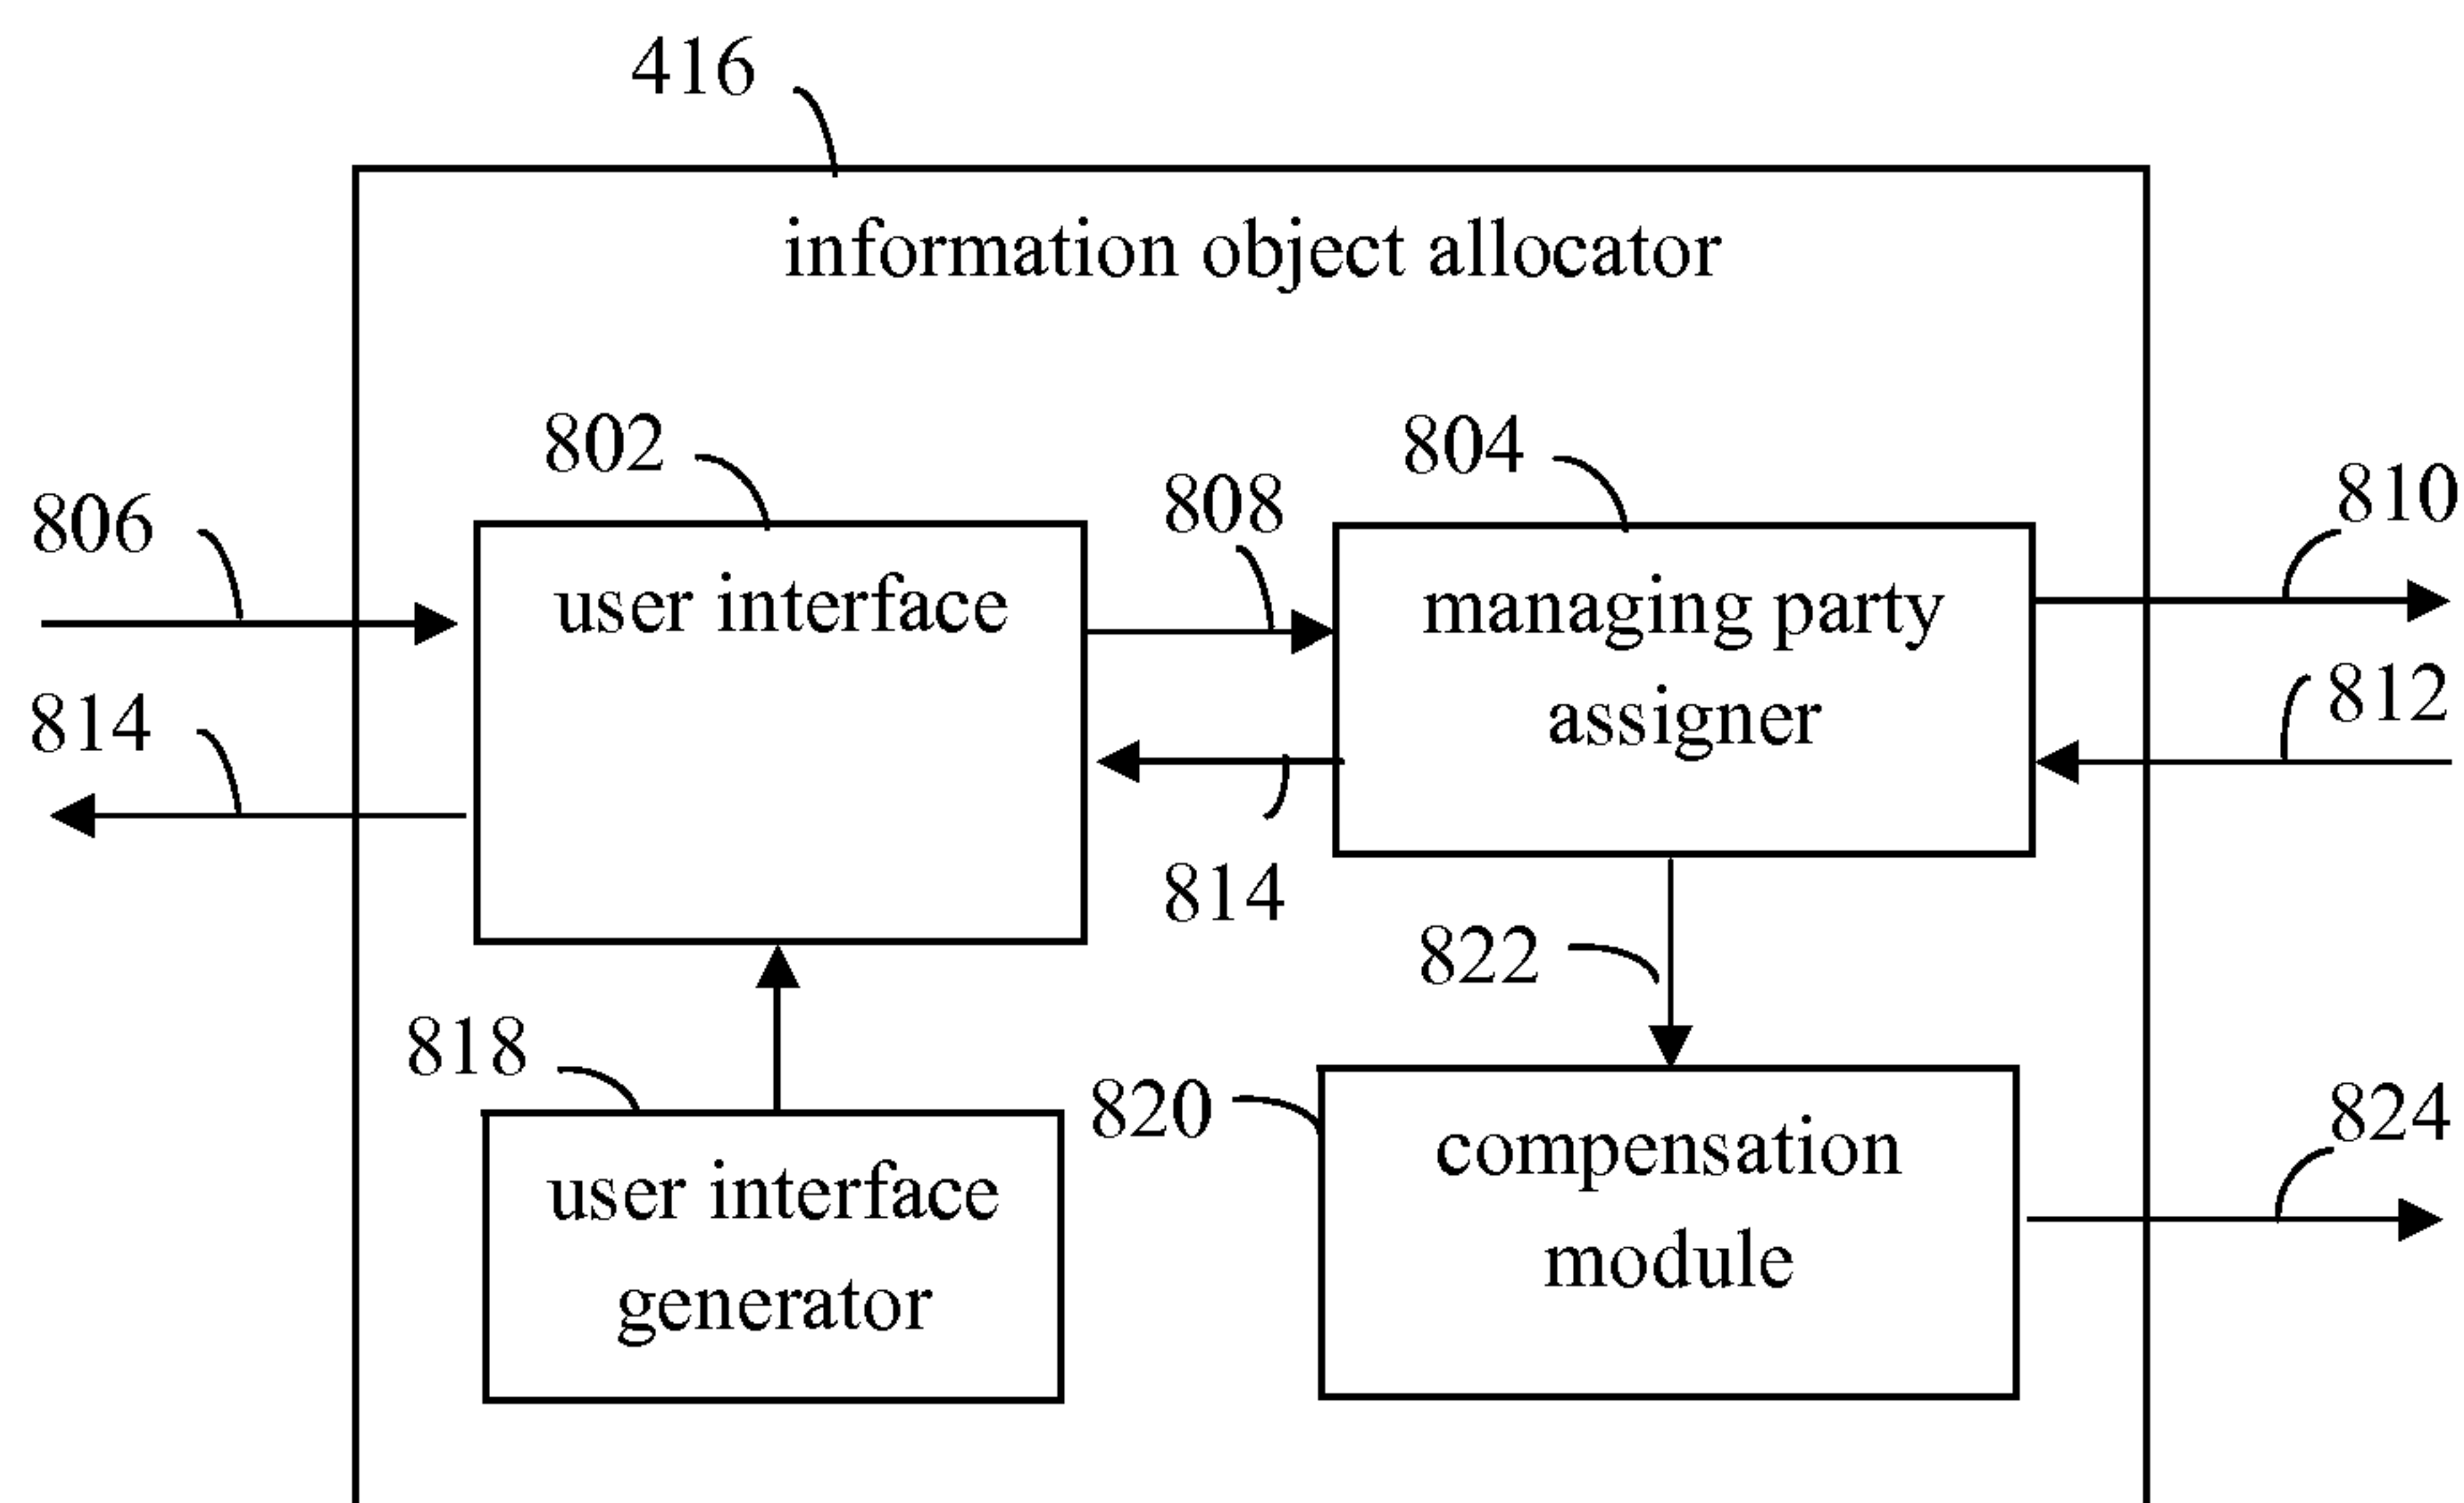 416
information object allocator
802
804
806
808
810
user interface
managing party
assigner
812
814
814
822
818
820
824
user interface
generator
compensation
module